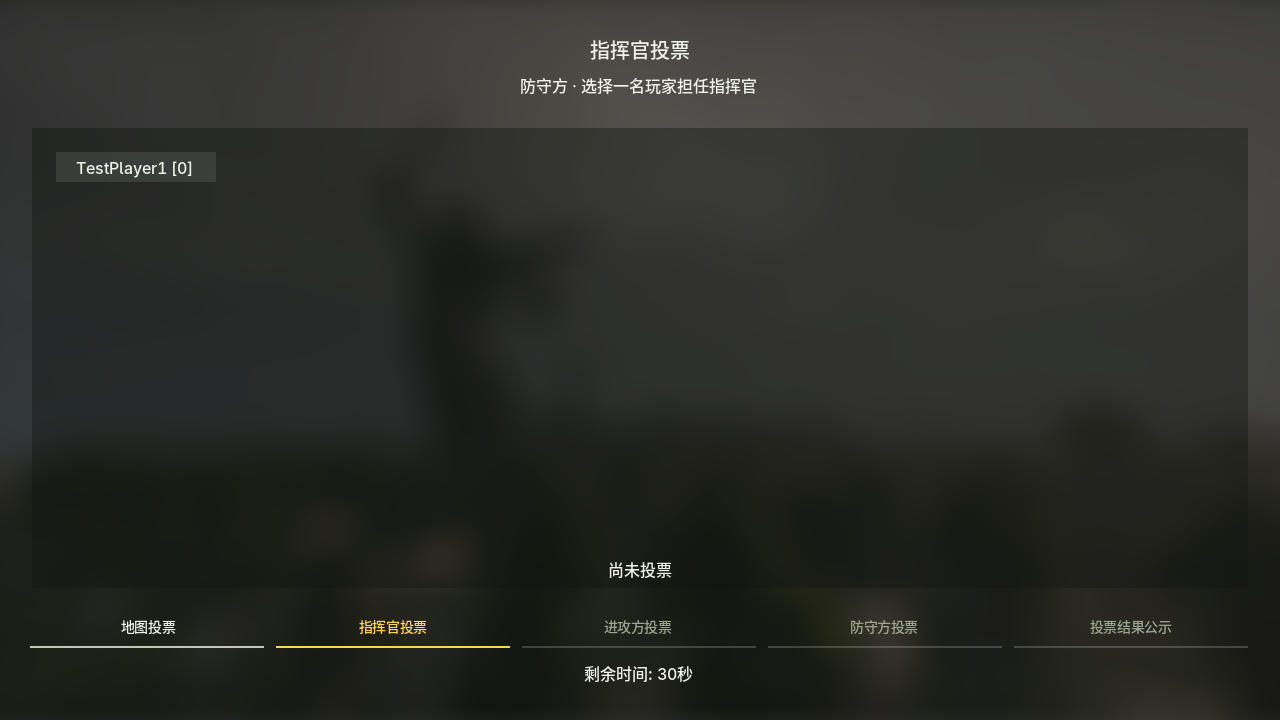 指挥官投票
防守方 · 选择一名玩家担任指挥官
TestPlayer1 [0]
尚未投票
地图投票
指挥官投票
进攻方投票
防守方投票
投票结果公示
剩余时间: 30秒